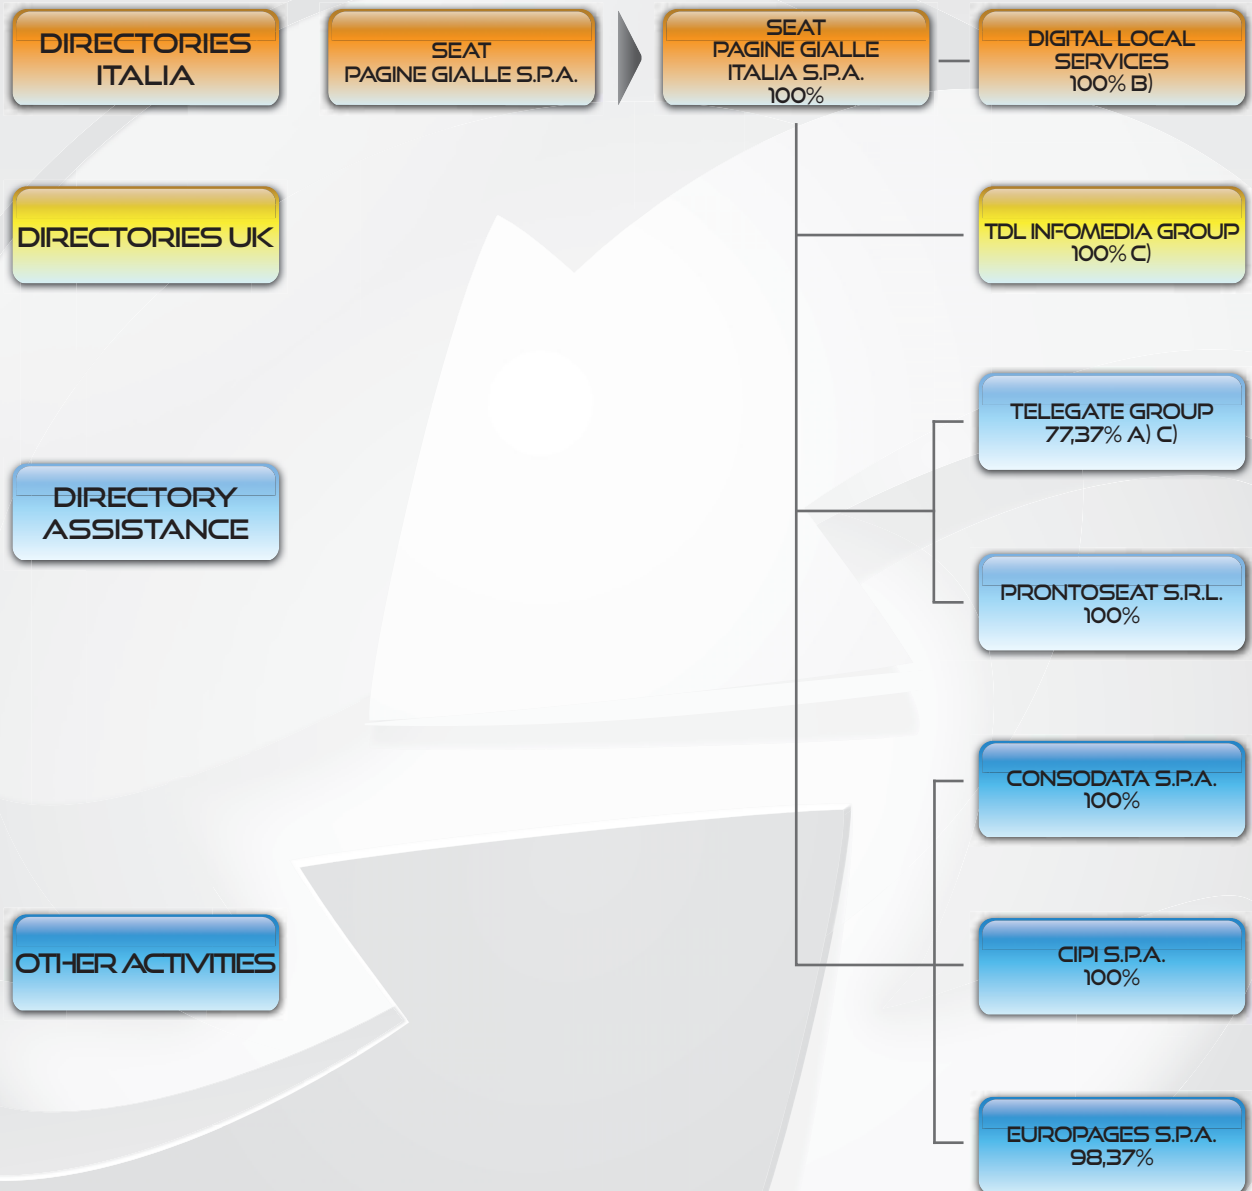 DIRECTORIES
ITALIA
SEAT
PAGINE GIALLE S.P.A.
SEAT
PAGINE GIALLE
ITALIA S.P.A.
100%
DIGITAL LOCAL
SERVICES
100% B)
DIRECTORIES UK
TDL INFOMEDIA GROUP
100% C)
TELEGATE GROUP
77,37% A) C)
DIRECTORY
ASSISTANCE
PRONTOSEAT S.R.L.
100%
CONSODATA S.P.A.
100%
OTHER ACTIVITIES
CIPI S.P.A.
100%
EUROPAGES S.P.A.
98,37%